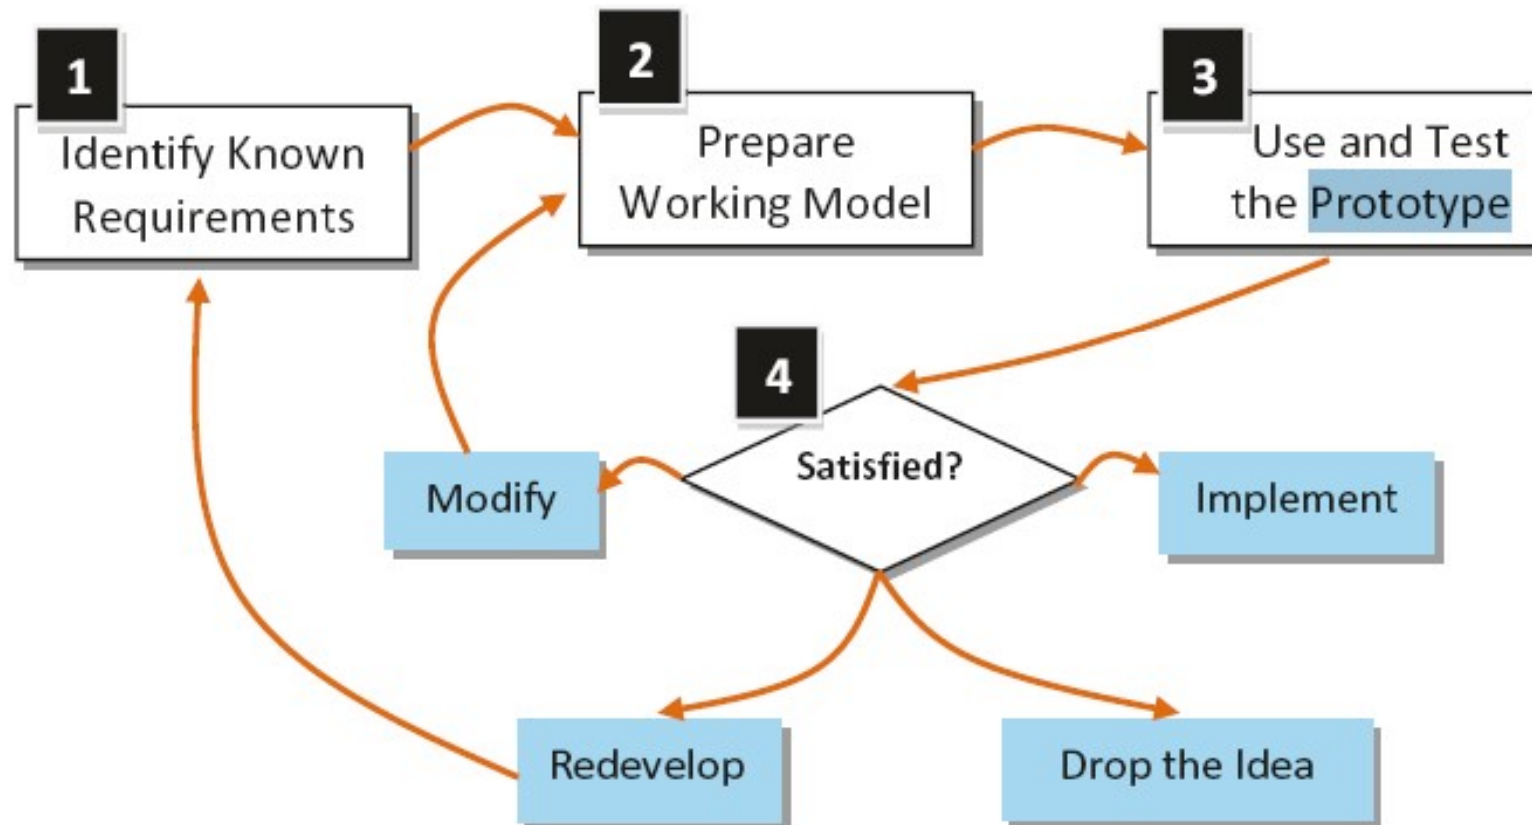 1
Identify Known
Requirements
2
Prepare
Working Model
3
Use and Test
the Prototype
4
Satisfied?
Modify
Implement
Redevelop
Drop the Idea